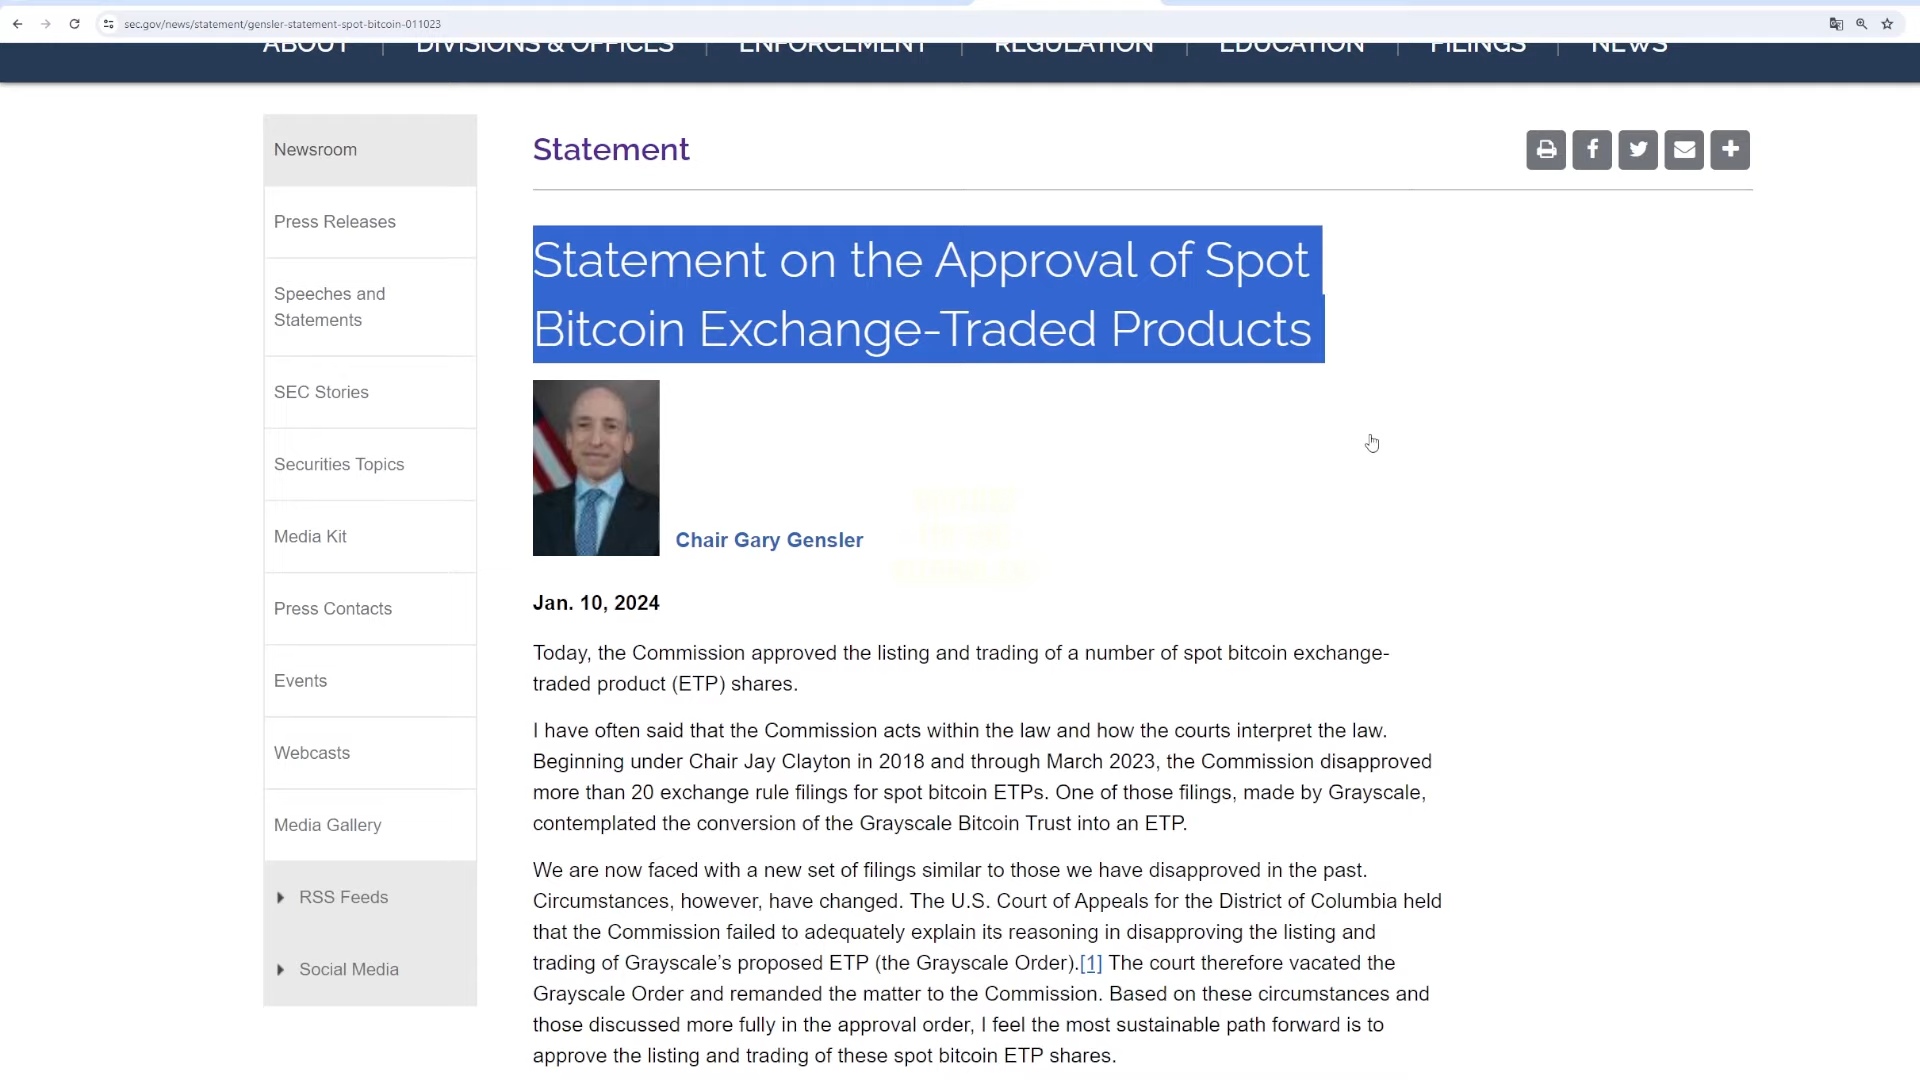 sec.gov/news/statement/gensler-statement-spot-bitcoin-011023
ABOUT DIVISIONS & OFFICES ENFORCEMENT REGULATION EDUCATION FILINGS NEWS
Newsroom
Press Releases
Speeches and
Statements
SEC Stories
Securities Topics
Media Kit
Press Contacts
Events
Webcasts
Media Gallery
RSS Feeds
Social Media
Statement
Statement on the Approval of Spot
Bitcoin Exchange-Traded Products
Chair Gary Gensler
Jan. 10, 2024
Today, the Commission approved the listing and trading of a number of spot bitcoin exchange-
traded product (ETP) shares.
I have often said that the Commission acts within the law and how the courts interpret the law.
Beginning under Chair Jay Clayton in 2018 and through March 2023, the Commission disapproved
more than 20 exchange rule filings for spot bitcoin ETPs. One of those filings, made by Grayscale,
contemplated the conversion of the Grayscale Bitcoin Trust into an ETP.
We are now faced with a new set of filings similar to those we have disapproved in the past.
Circumstances, however, have changed. The U.S. Court of Appeals for the District of Columbia held
that the Commission failed to adequately explain its reasoning in disapproving the listing and
trading of Grayscale’s proposed ETP (the Grayscale Order).[1] The court therefore vacated the
Grayscale Order and remanded the matter to the Commission. Based on these circumstances and
those discussed more fully in the approval order, I feel the most sustainable path forward is to
approve the listing and trading of these spot bitcoin ETP shares.